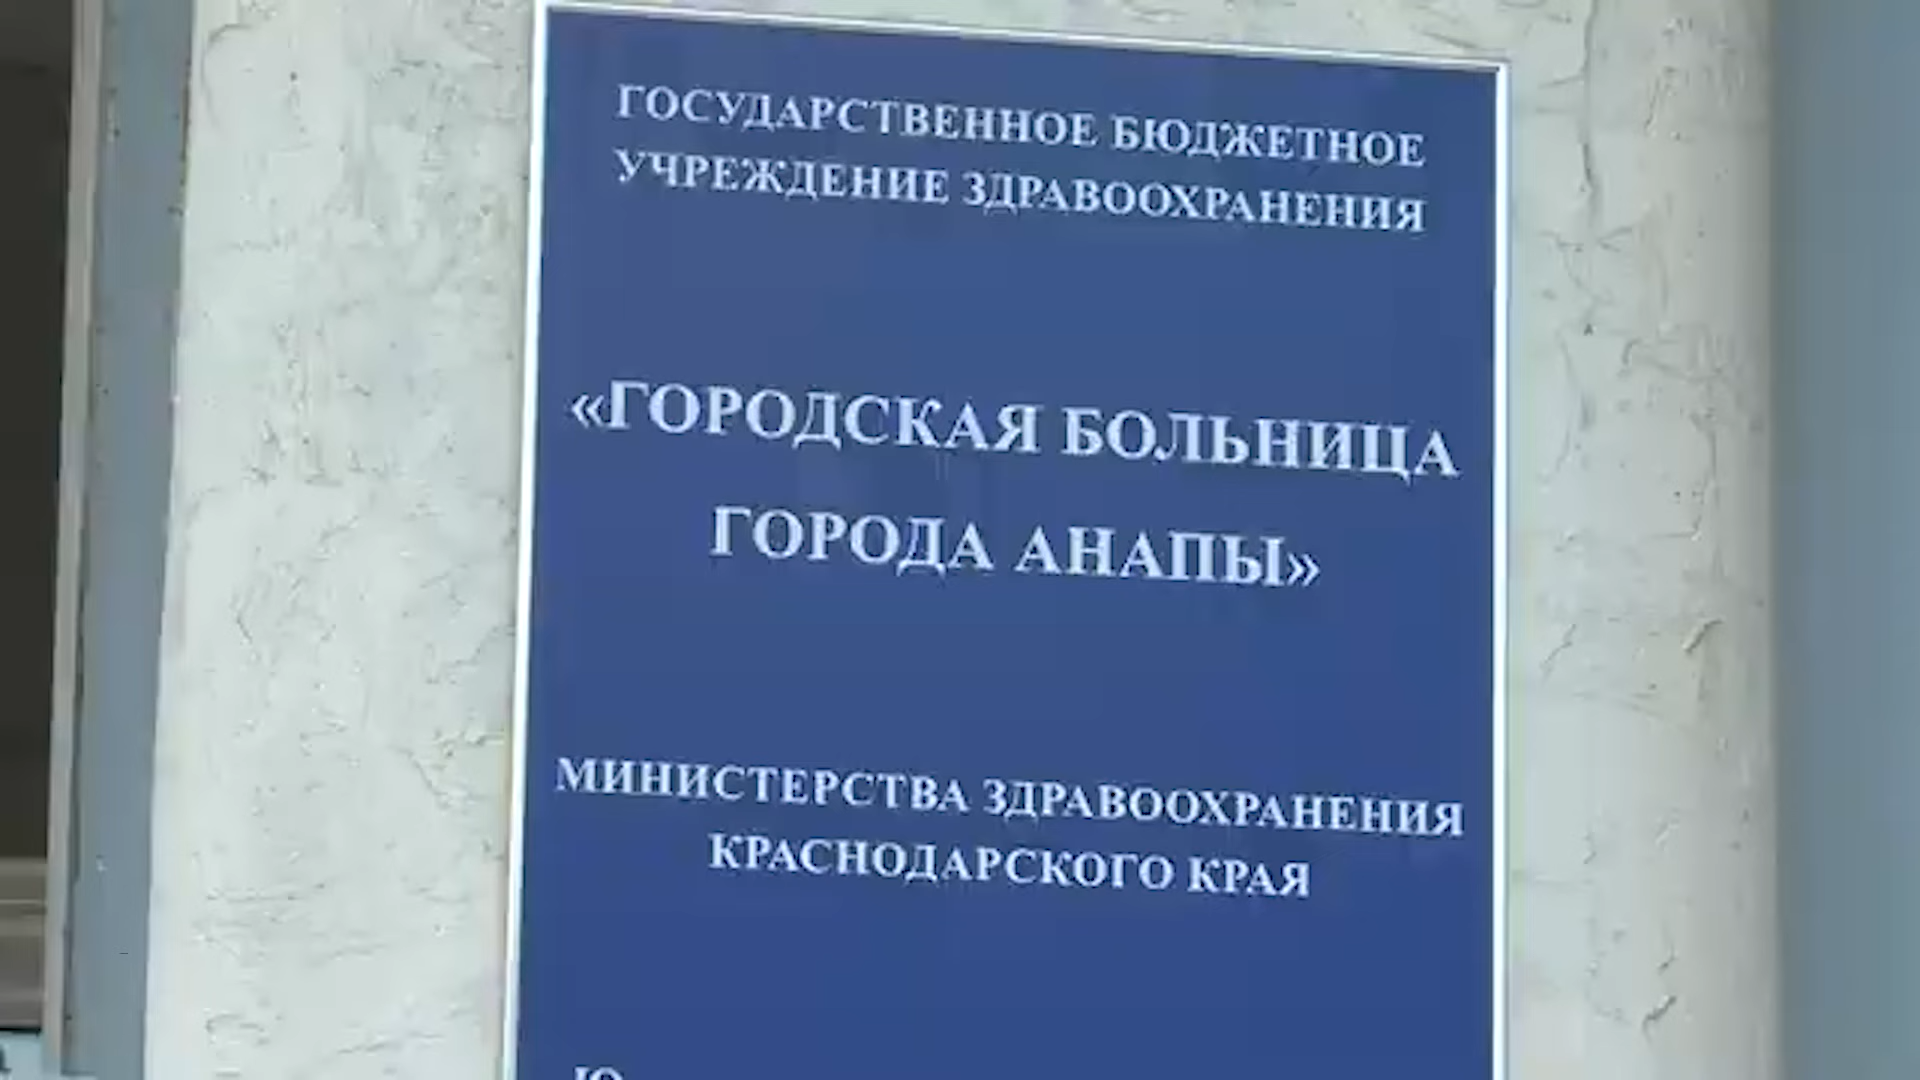 ГОСУДАРСТВЕННОЕ БЮДЖЕТНОЕ
УЧРЕЖДЕНИЕ ЗДРАВООХРАНЕНИЯ
«ГОРОДСКАЯ БОЛЬНИЦА
ГОРОДА АНАПЫ»
МИНИСТЕРСТВА ЗДРАВООХРАНЕНИЯ
КРАСНОДАРСКОГО КРАЯ